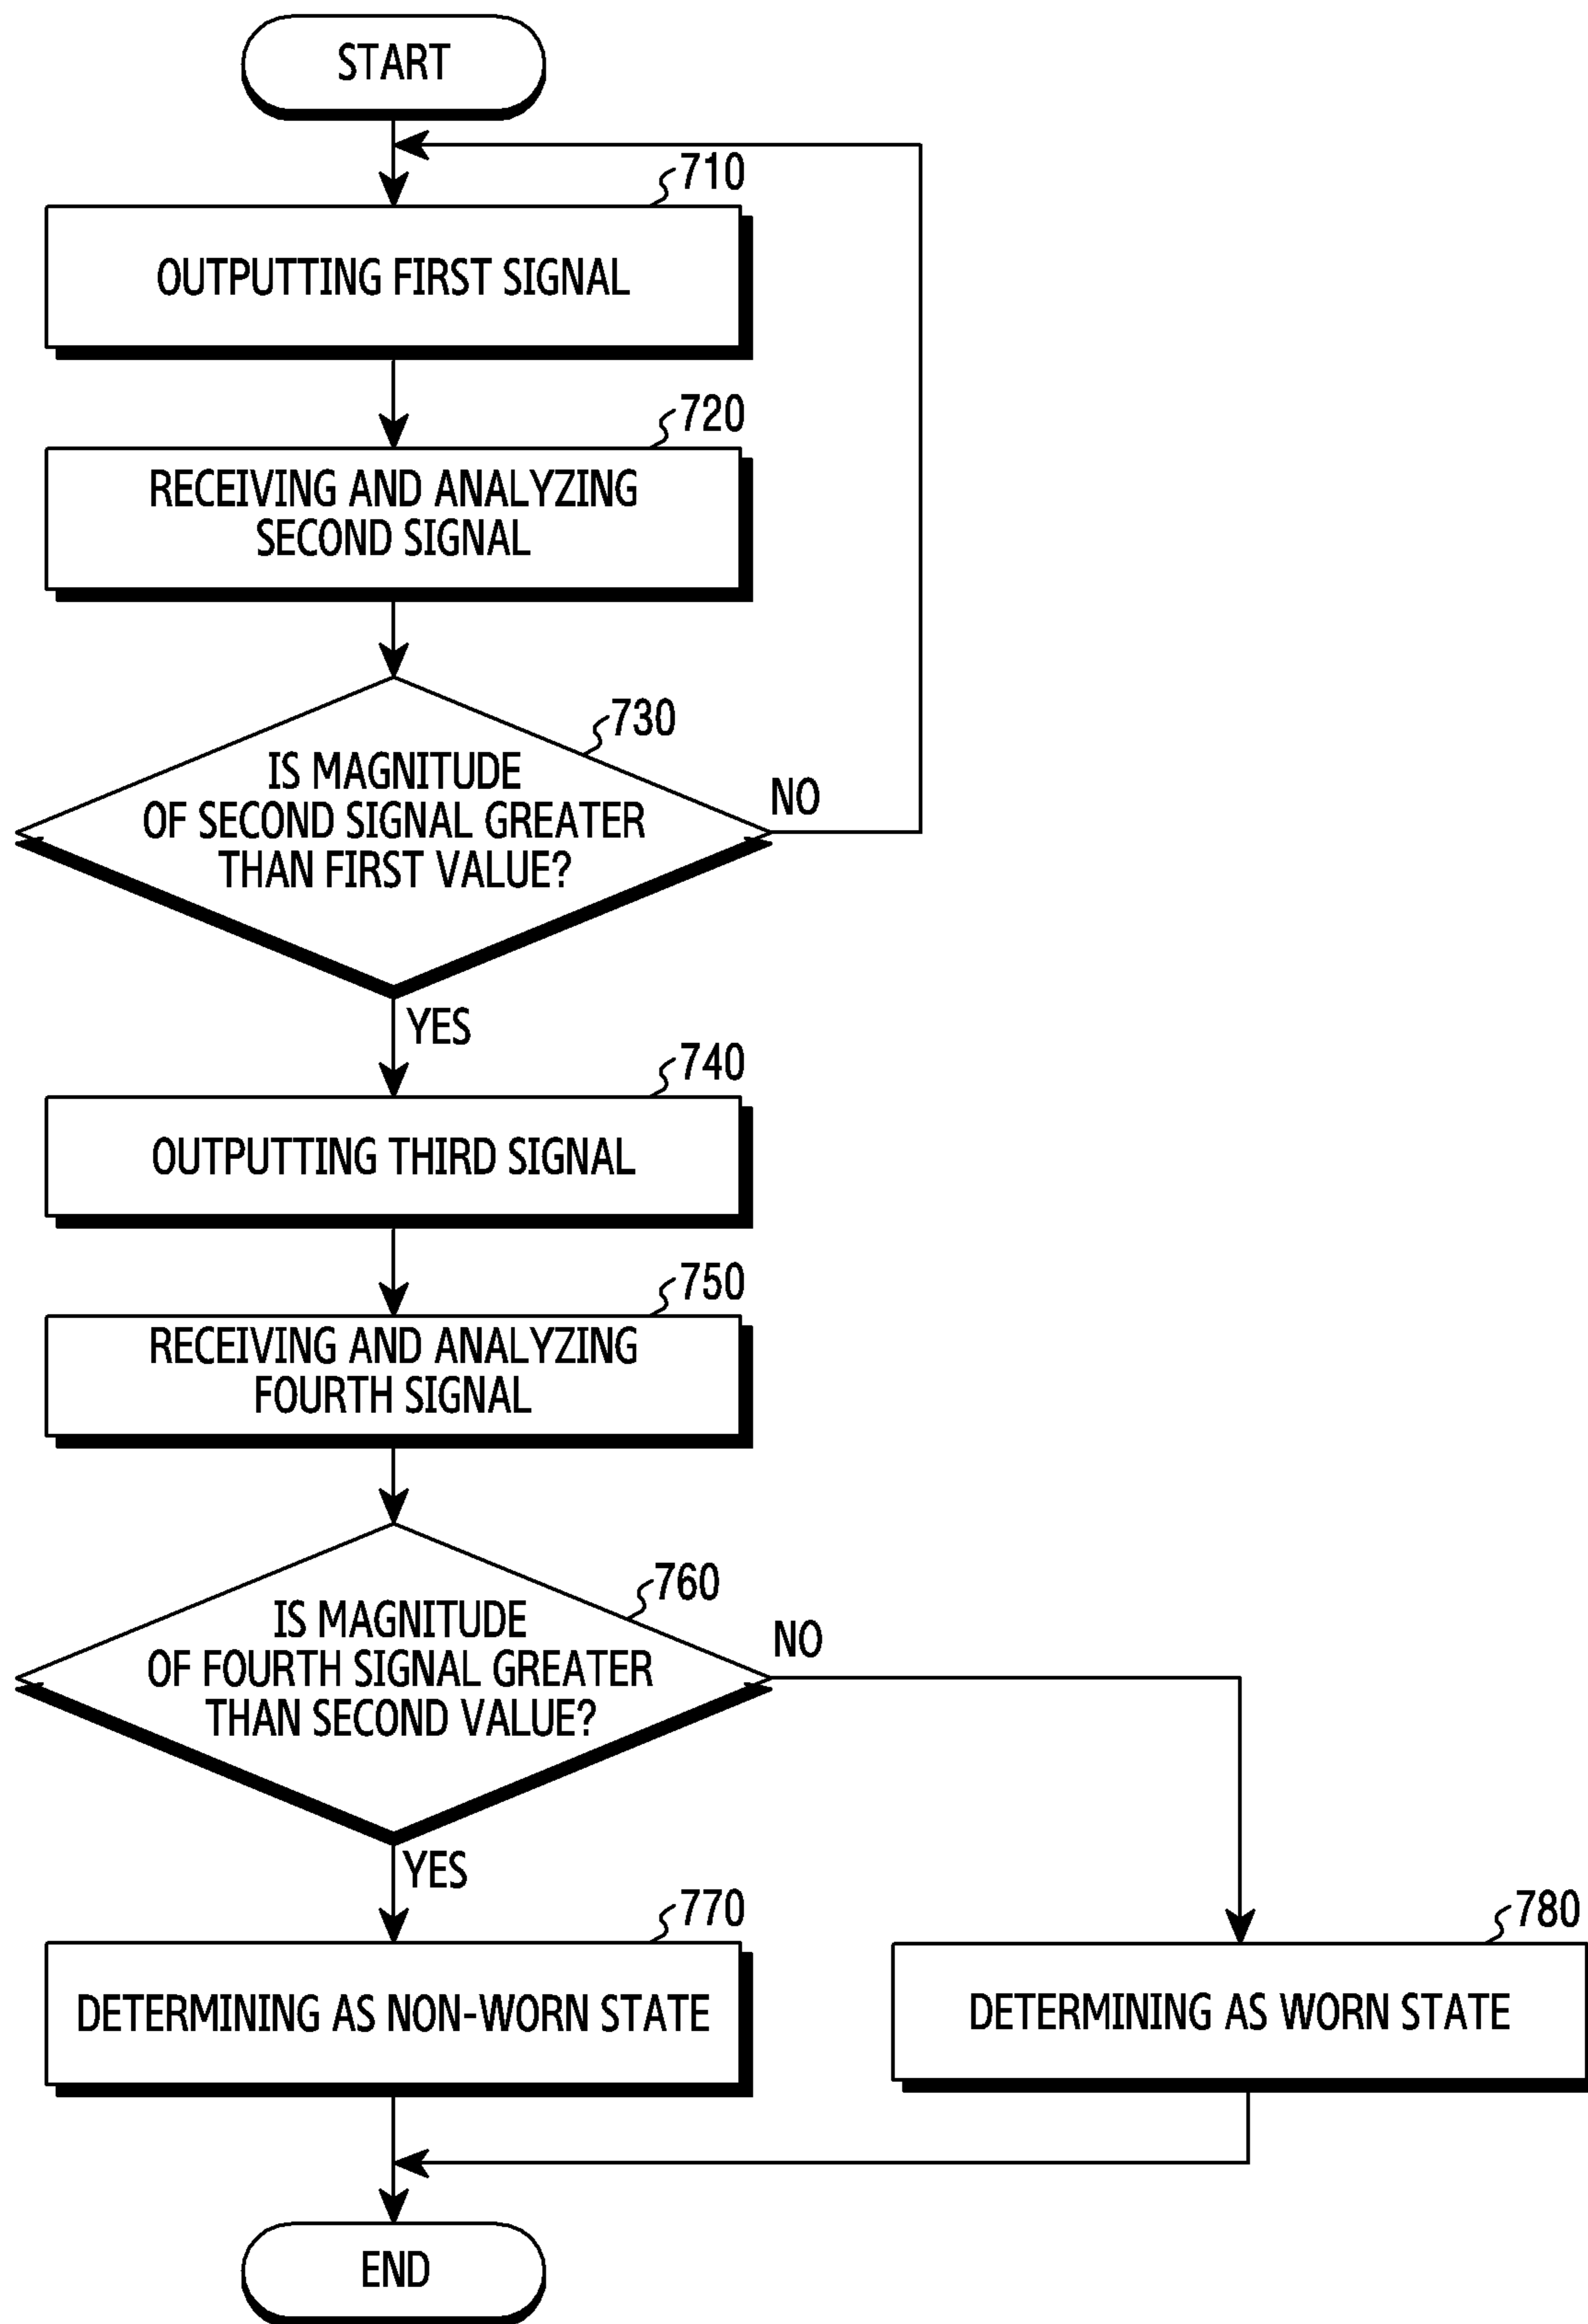 START
710
OUTPUTTING FIRST SIGNAL
720
RECEIVING AND ANALYZING
SECOND SIGNAL
730
IS MAGNITUDE
OF SECOND SIGNAL GREATER
THAN FIRST VALUE?
NO
YES
740
OUTPUTTING THIRD SIGNAL
750
RECEIVING AND ANALYZING
FOURTH SIGNAL
760
IS MAGNITUDE
OF FOURTH SIGNAL GREATER
THAN SECOND VALUE?
NO
YES
770
DETERMINING AS NON-WORN STATE
780
DETERMINING AS WORN STATE
END